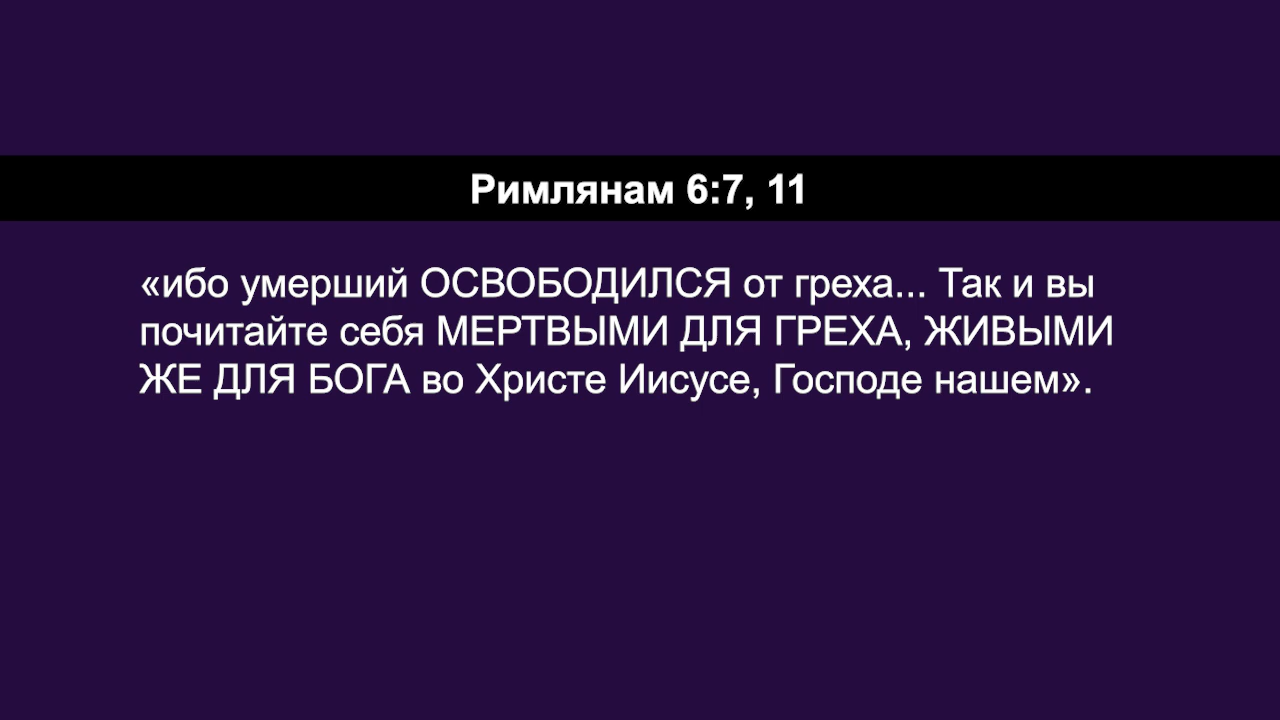 Римлянам 6:7, 11
«ибо умерший ОСВОБОДИЛСЯ от греха... Так и вы
почитайте себя МЕРТВЫМИ ДЛЯ ГРЕХА, ЖИВЫМИ
ЖЕ ДЛЯ БОГА во Христе Иисусе, Господе нашем».